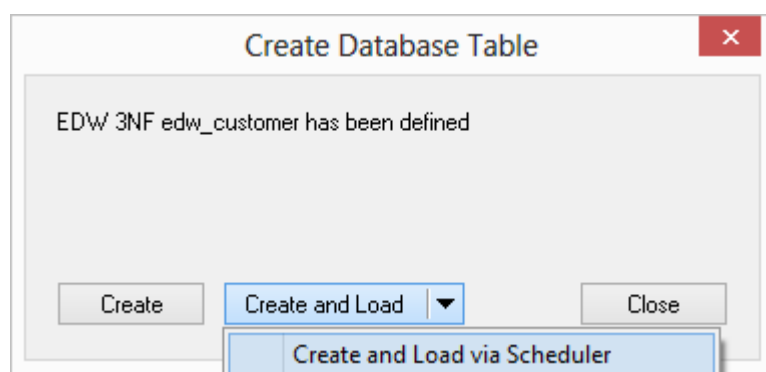 Create Database Table
EDW 3NF edw_customer has been defined
Create
Create and Load
Close
Create and Load via Scheduler